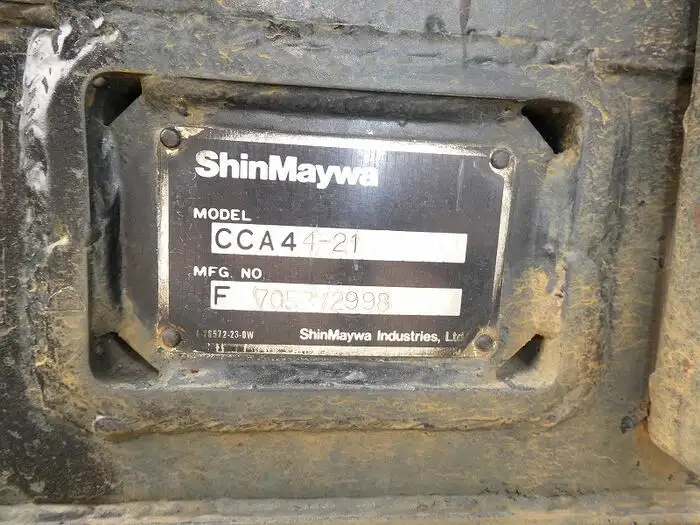 ShinMaywa
MODEL
CCA44-21
MFG. NO
F
ShinMaywa Industries, Ltd